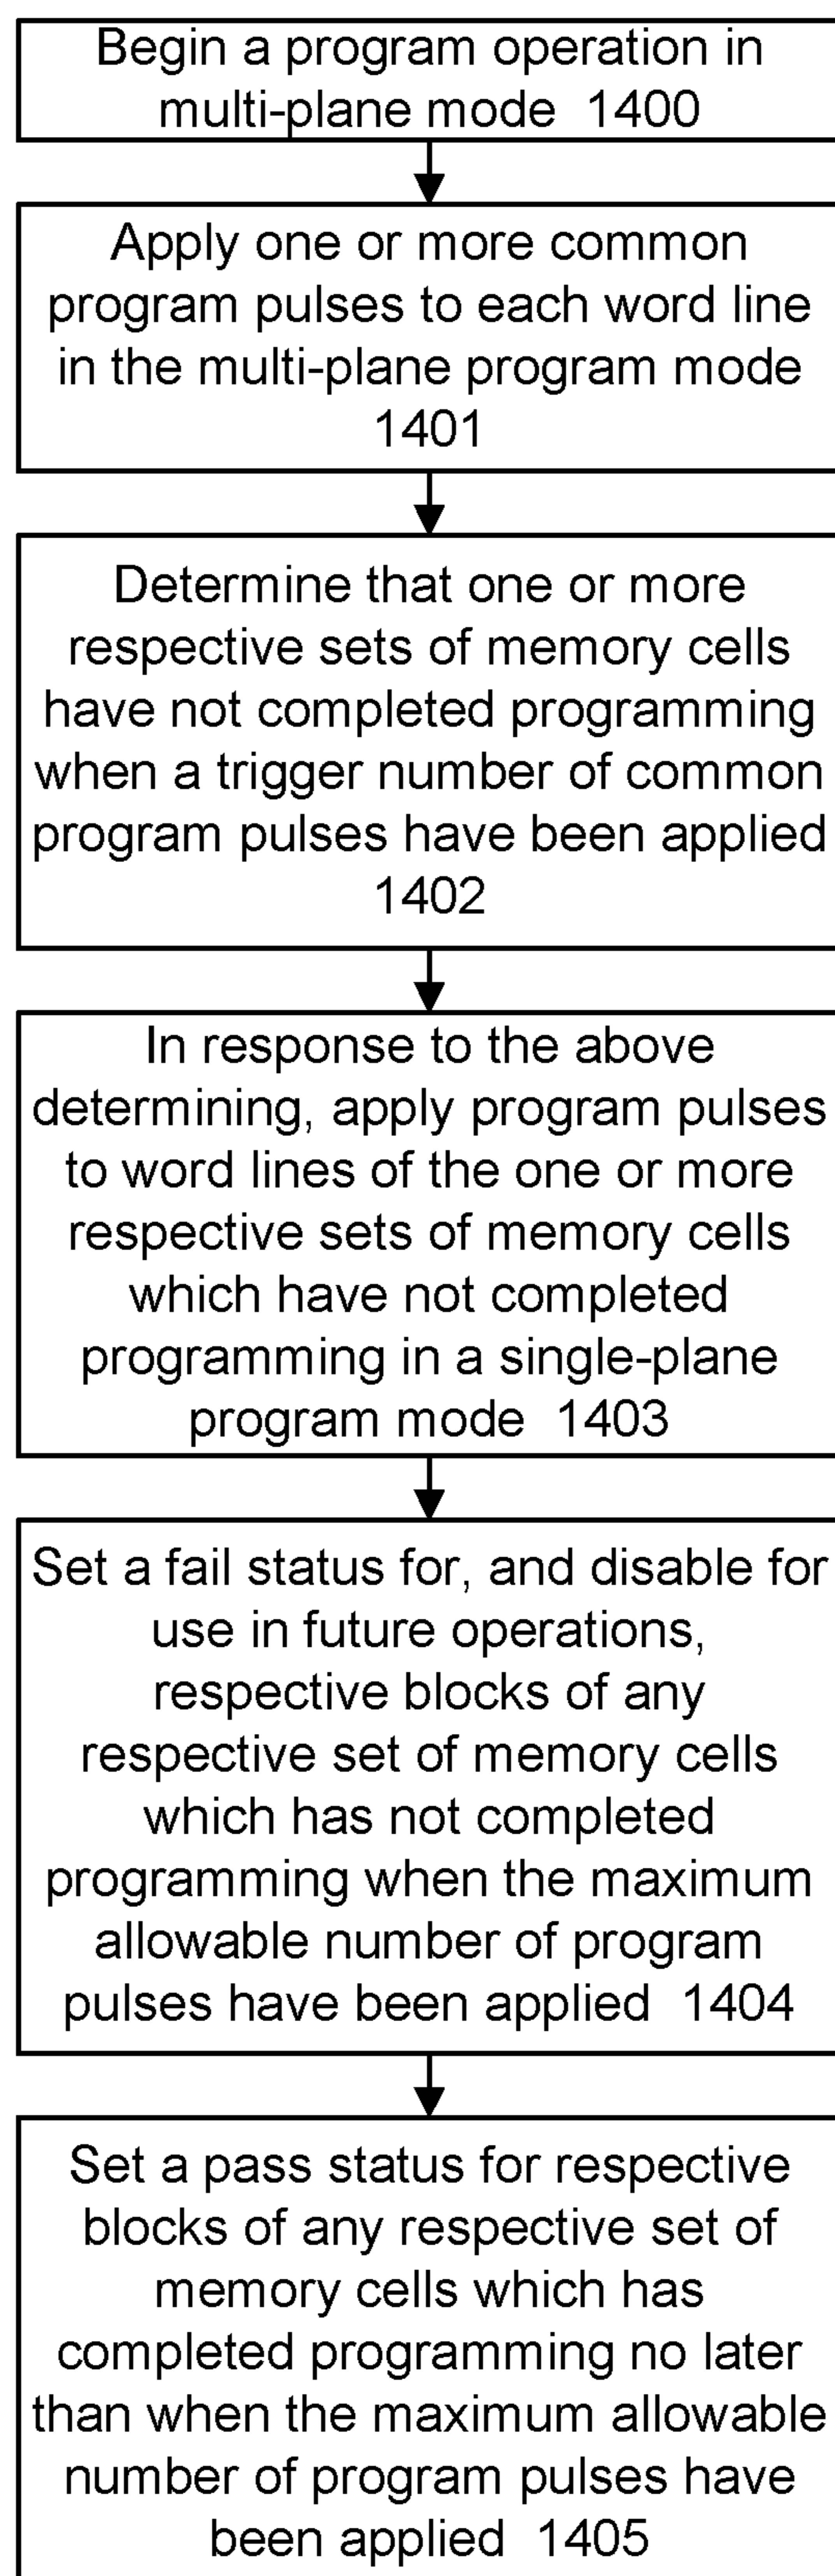 Begin a program operation in
multi-plane mode 1400
Apply one or more common
program pulses to each word line
in the multi-plane program mode
1401
Determine that one or more
respective sets of memory cells
have not completed programming
when a trigger number of common
program pulses have been applied
1402
In response to the above
determining, apply program pulses
to word lines of the one or more
respective sets of memory cells
which have not completed
programming in a single-plane
program mode 1403
Set a fail status for, and disable for
use in future operations,
respective blocks of any
respective set of memory cells
which has not completed
programming when the maximum
allowable number of program
pulses have been applied 1404
Set a pass status for respective
blocks of any respective set of
memory cells which has
completed programming no later
than when the maximum allowable
number of program pulses have
been applied 1405